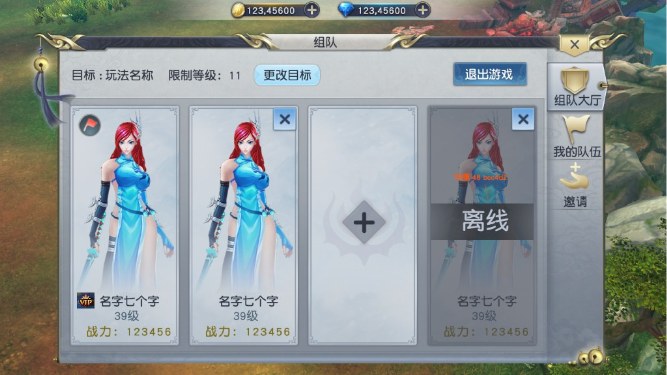 123,45600
123,45600
组队
目标：玩法名称 限制等级：11 更改目标 退出游戏
组队大厅
我的队伍
邀请
离线
VIP 名字七个字
39级
战力：123456
名字七个字
39级
战力：123456
名字七个字
39级
战力：123456